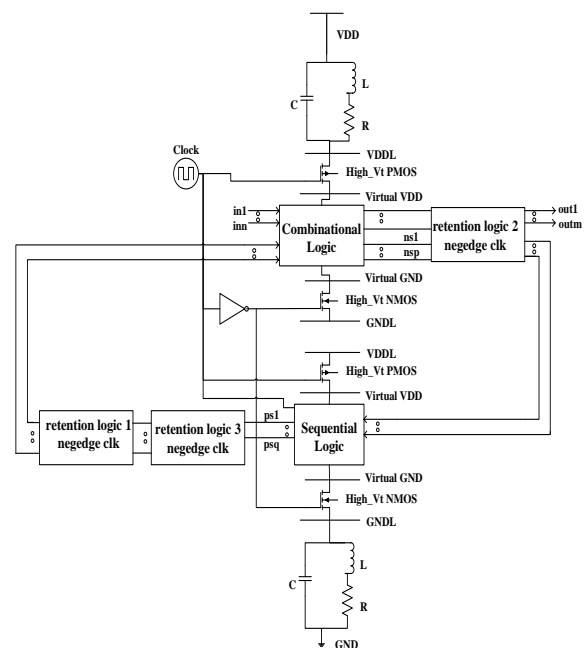 VDD
L
C
R
Clock
VDDL
High_Vt PMOS
Virtual VDD
in1
inn
Combinational
Logic
ns1
nsp
retention logic 2
negedge clk
out1
outm
Virtual GND
High_Vt NMOS
GNDL
VDDL
High_Vt PMOS
Virtual VDD
retention logic 1
negedge clk
retention logic 3
negedge clk
ps1
psq
Sequential
Logic
Virtual GND
High_Vt NMOS
GNDL
L
C
R
GND